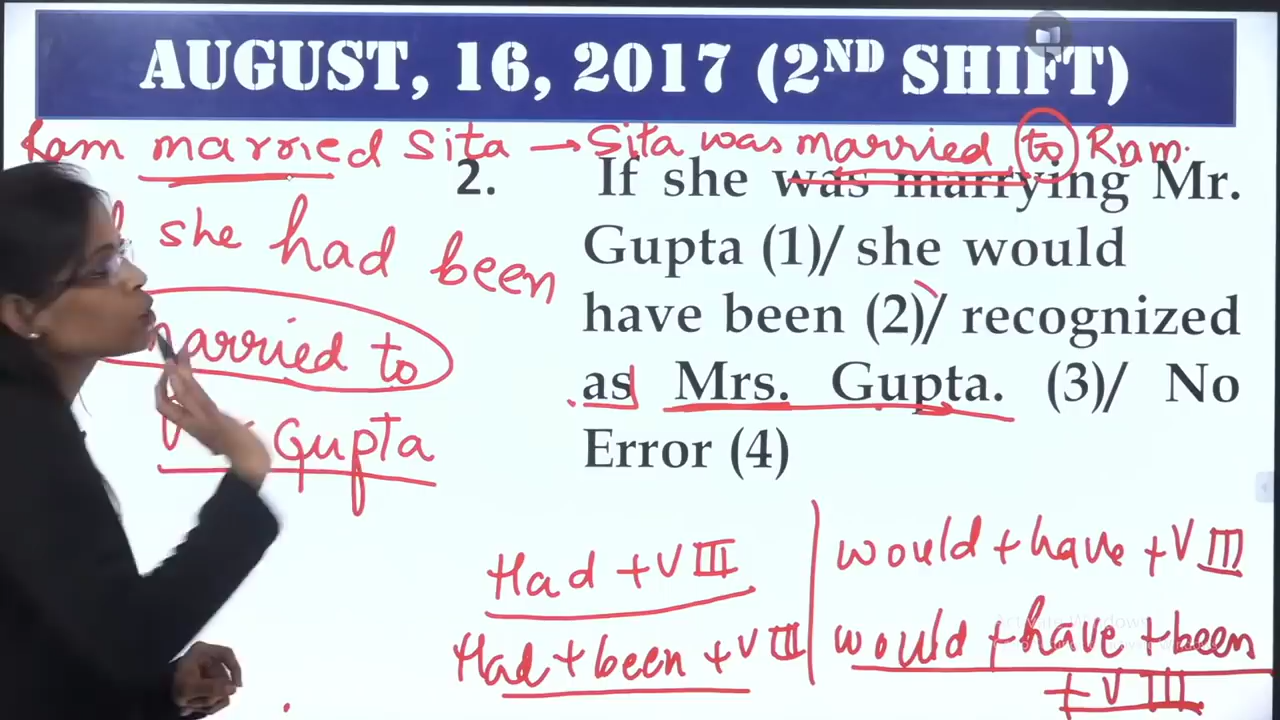 AUGUST, 16, 2017 (2ND SHIFT)
Ram married Sita → Sita was married to Ram.
2. If she was marrying Mr.
Gupta (1)/ she would
have been (2)/ recognized
as Mrs. Gupta. (3)/ No
Error (4)
she had been
married to
Gupta
Had + V III
Had + been + V III
would + have + V III
would + have + been
+ V III
Activate Windows